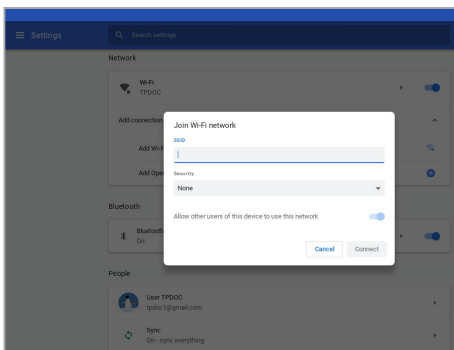 Settings
Search settings
Network
Wi-Fi
TPDOC
Add connection
Join Wi-Fi network
SSID
Add Wi-F
Security
None
Add Ope
Allow other users of this device to use this network
Bluetooth
Bluetooth
On
Cancel
Connect
People
User TPDOC
tpdoc1@gmail.com
Sync
On - sync everything